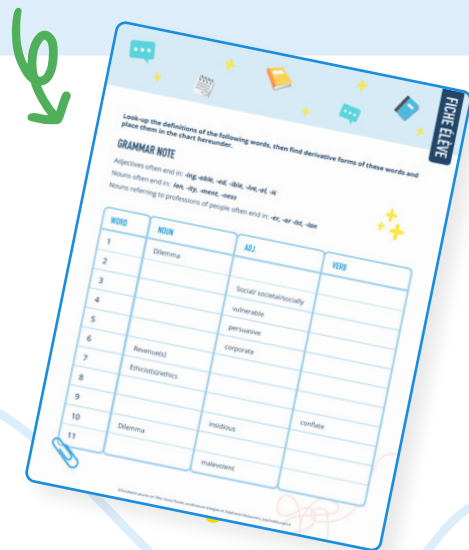 FICHE ÉLÈVE
Look-up the definitions of the following words, then find derivative forms of these words and
place them in the chart hereunder.
GRAMMAR NOTE
Adjectives often end in: -ing, -able, -ed, -ible, -ive, -al, -ic
Nouns often end in: ion, -ity, -ment, -ness
Nouns referring to professions of people often end in: -er, -or -ist, -ian
WORD NOUN ADJ. VERB
1 Dilemma
2 Social/ societal/socially
3 vulnerable
4 persuasive
5 corporate
6 Revenue(s)
7 Ethicist(s)/ethics
8 conflate
9 insidious
10 Dilemma
11 malevolent